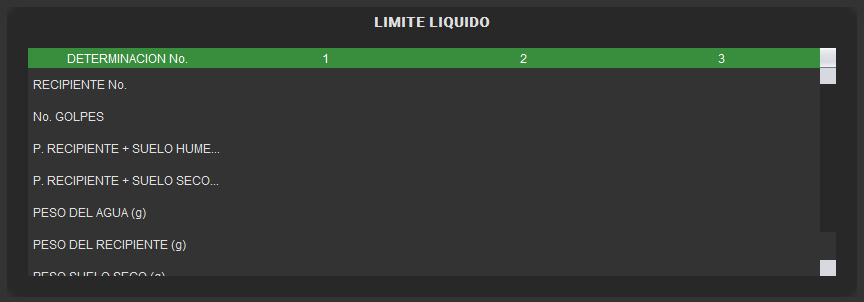 LIMITE LIQUIDO
DETERMINACION No. 1 2 3
RECIPIENTE No.
No. GOLPES
P. RECIPIENTE + SUELO HUME...
P. RECIPIENTE + SUELO SECO...
PESO DEL AGUA (g)
PESO DEL RECIPIENTE (g)
PESO SUELO SECO (g)